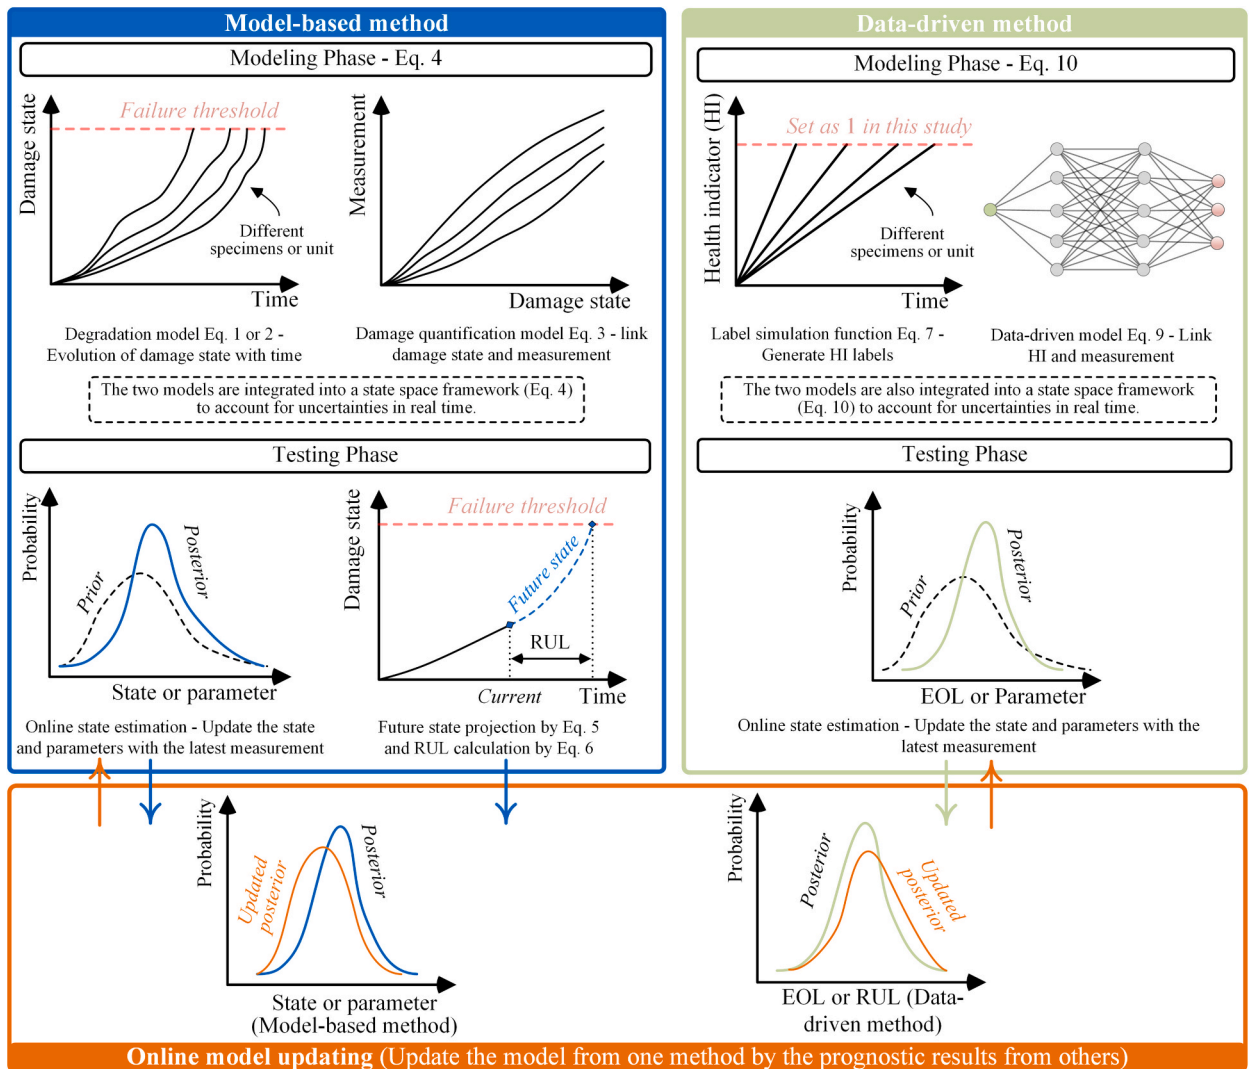 Model-based method
Modeling Phase - Eq. 4
Damage state
Failure threshold
Different
specimens or unit
Time
Measurement
Damage state
Degradation model Eq. 1 or 2 -
Evolution of damage state with time
Damage quantification model Eq. 3 - link
damage state and measurement
The two models are integrated into a state space framework (Eq. 4)
to account for uncertainties in real time.
Testing Phase
Probability
Prior
Posterior
State or parameter
Damage state
Failure threshold
Future state
RUL
Current
Time
Online state estimation - Update the state
and parameters with the latest measurement
Future state projection by Eq. 5
and RUL calculation by Eq. 6
Data-driven method
Modeling Phase - Eq. 10
Health indicator (HI)
Set as 1 in this study
Different
specimens or unit
Time
Label simulation function Eq. 7 -
Generate HI labels
Data-driven model Eq. 9 - Link
HI and measurement
The two models are also integrated into a state space framework
(Eq. 10) to account for uncertainties in real time.
Testing Phase
Probability
Prior
Posterior
EOL or Parameter
Online state estimation - Update the state and parameters with the
latest measurement
Probability
Updated
posterior
Posterior
State or parameter
(Model-based method)
Probability
Posterior
Updated
posterior
EOL or RUL (Data-
driven method)
Online model updating (Update the model from one method by the prognostic results from others)